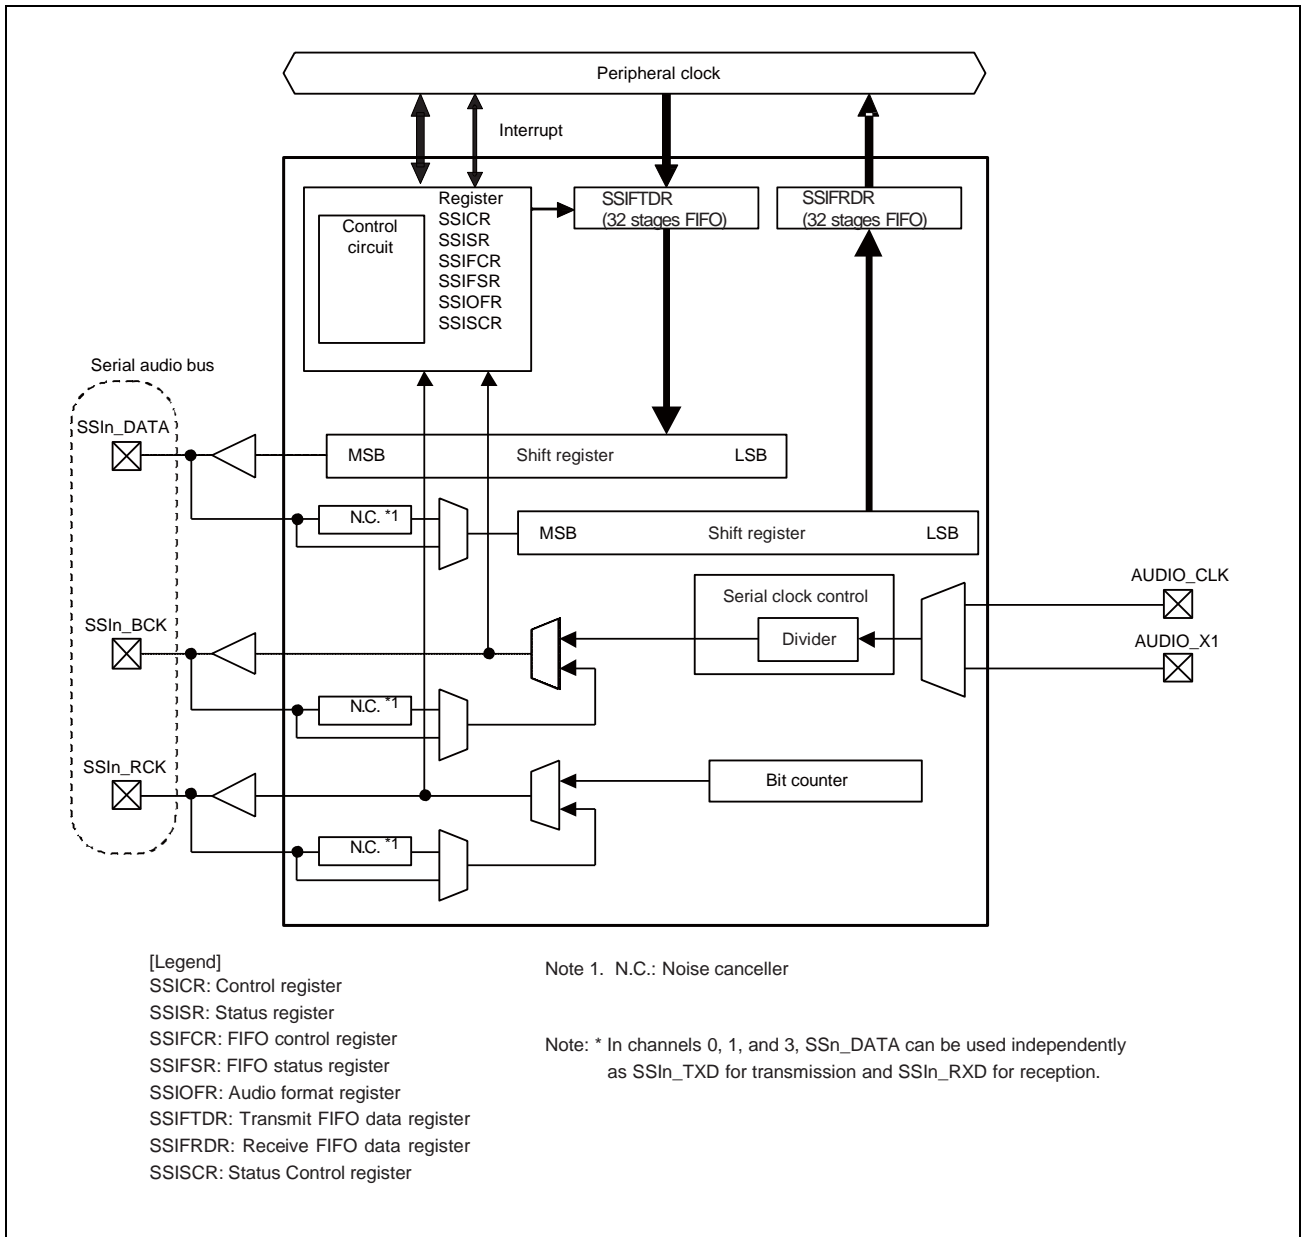 Peripheral clock
Interrupt
Register
SSICR
SSISR
SSIFCR
SSIFSR
SSIOFR
SSISCR
Control
circuit
SSIFTDR
(32 stages FIFO)
SSIFRDR
(32 stages FIFO)
Serial audio bus
SSIn_DATA
MSB Shift register LSB
N.C. *1
MSB Shift register LSB
AUDIO_CLK
Serial clock control
Divider
AUDIO_X1
SSIn_BCK
N.C. *1
SSIn_RCK
Bit counter
N.C. *1
[Legend]
SSICR: Control register
SSISR: Status register
SSIFCR: FIFO control register
SSIFSR: FIFO status register
SSIOFR: Audio format register
SSIFTDR: Transmit FIFO data register
SSIFRDR: Receive FIFO data register
SSISCR: Status Control register
Note 1. N.C.: Noise canceller
Note: * In channels 0, 1, and 3, SSn_DATA can be used independently
as SSIn_TXD for transmission and SSIn_RXD for reception.